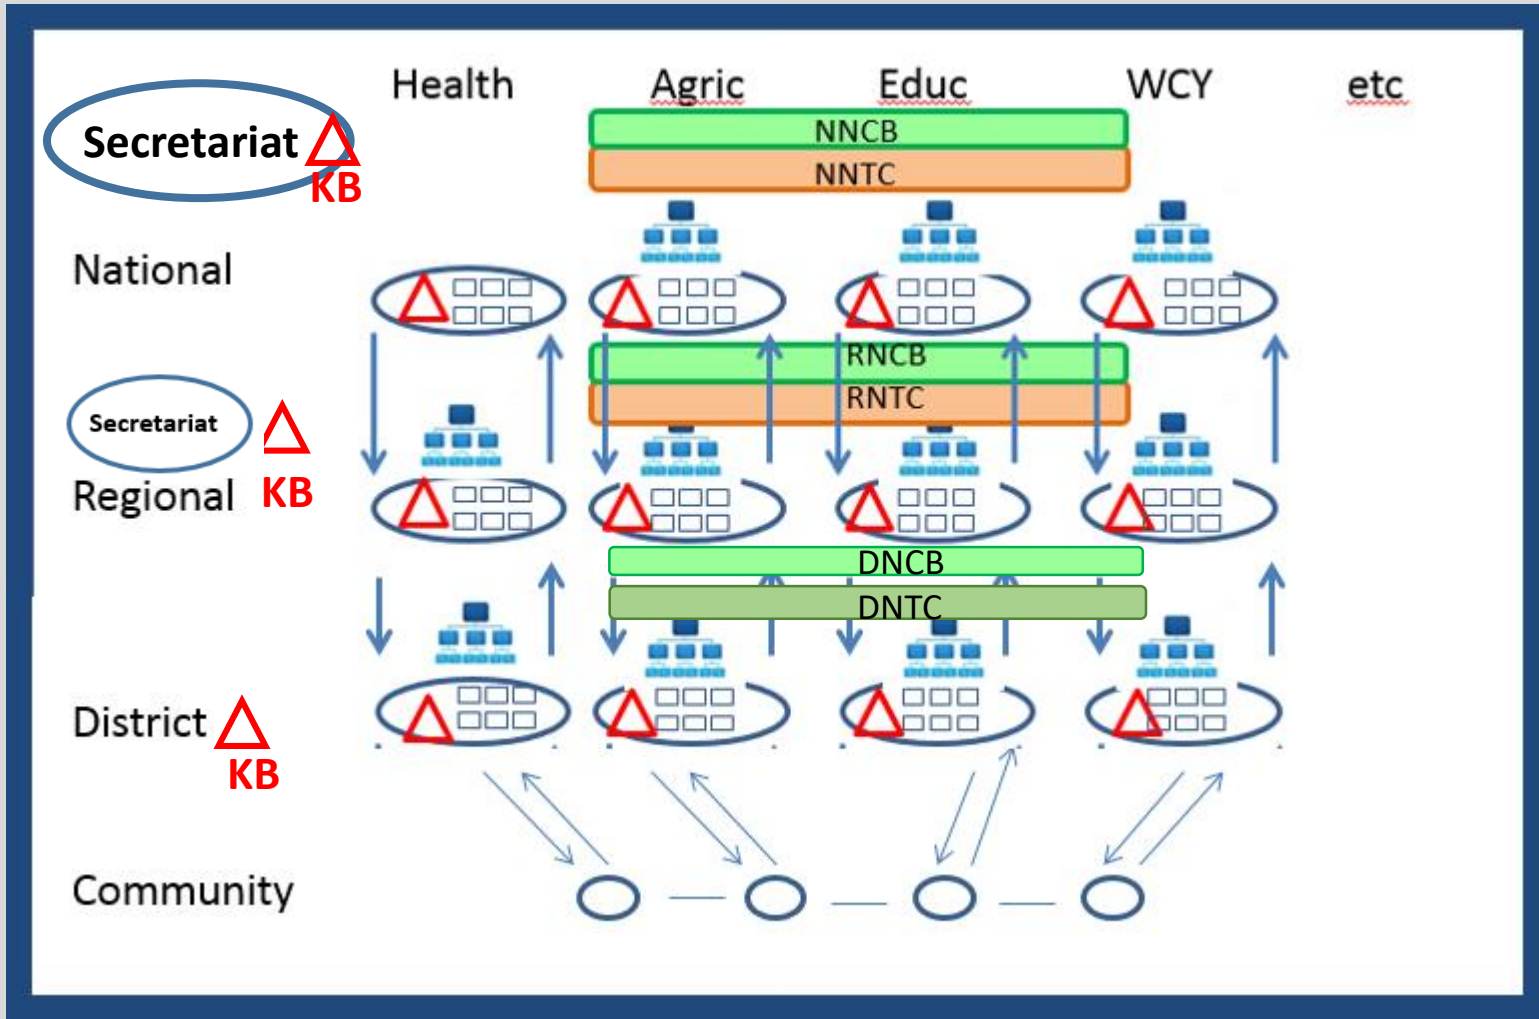 Health Agric Educ WCY etc
Secretariat
KB
NNCB
NNTC
National
RNCB
RNTC
Secretariat
Regional KB
DNCB
DNTC
District
KB
Community